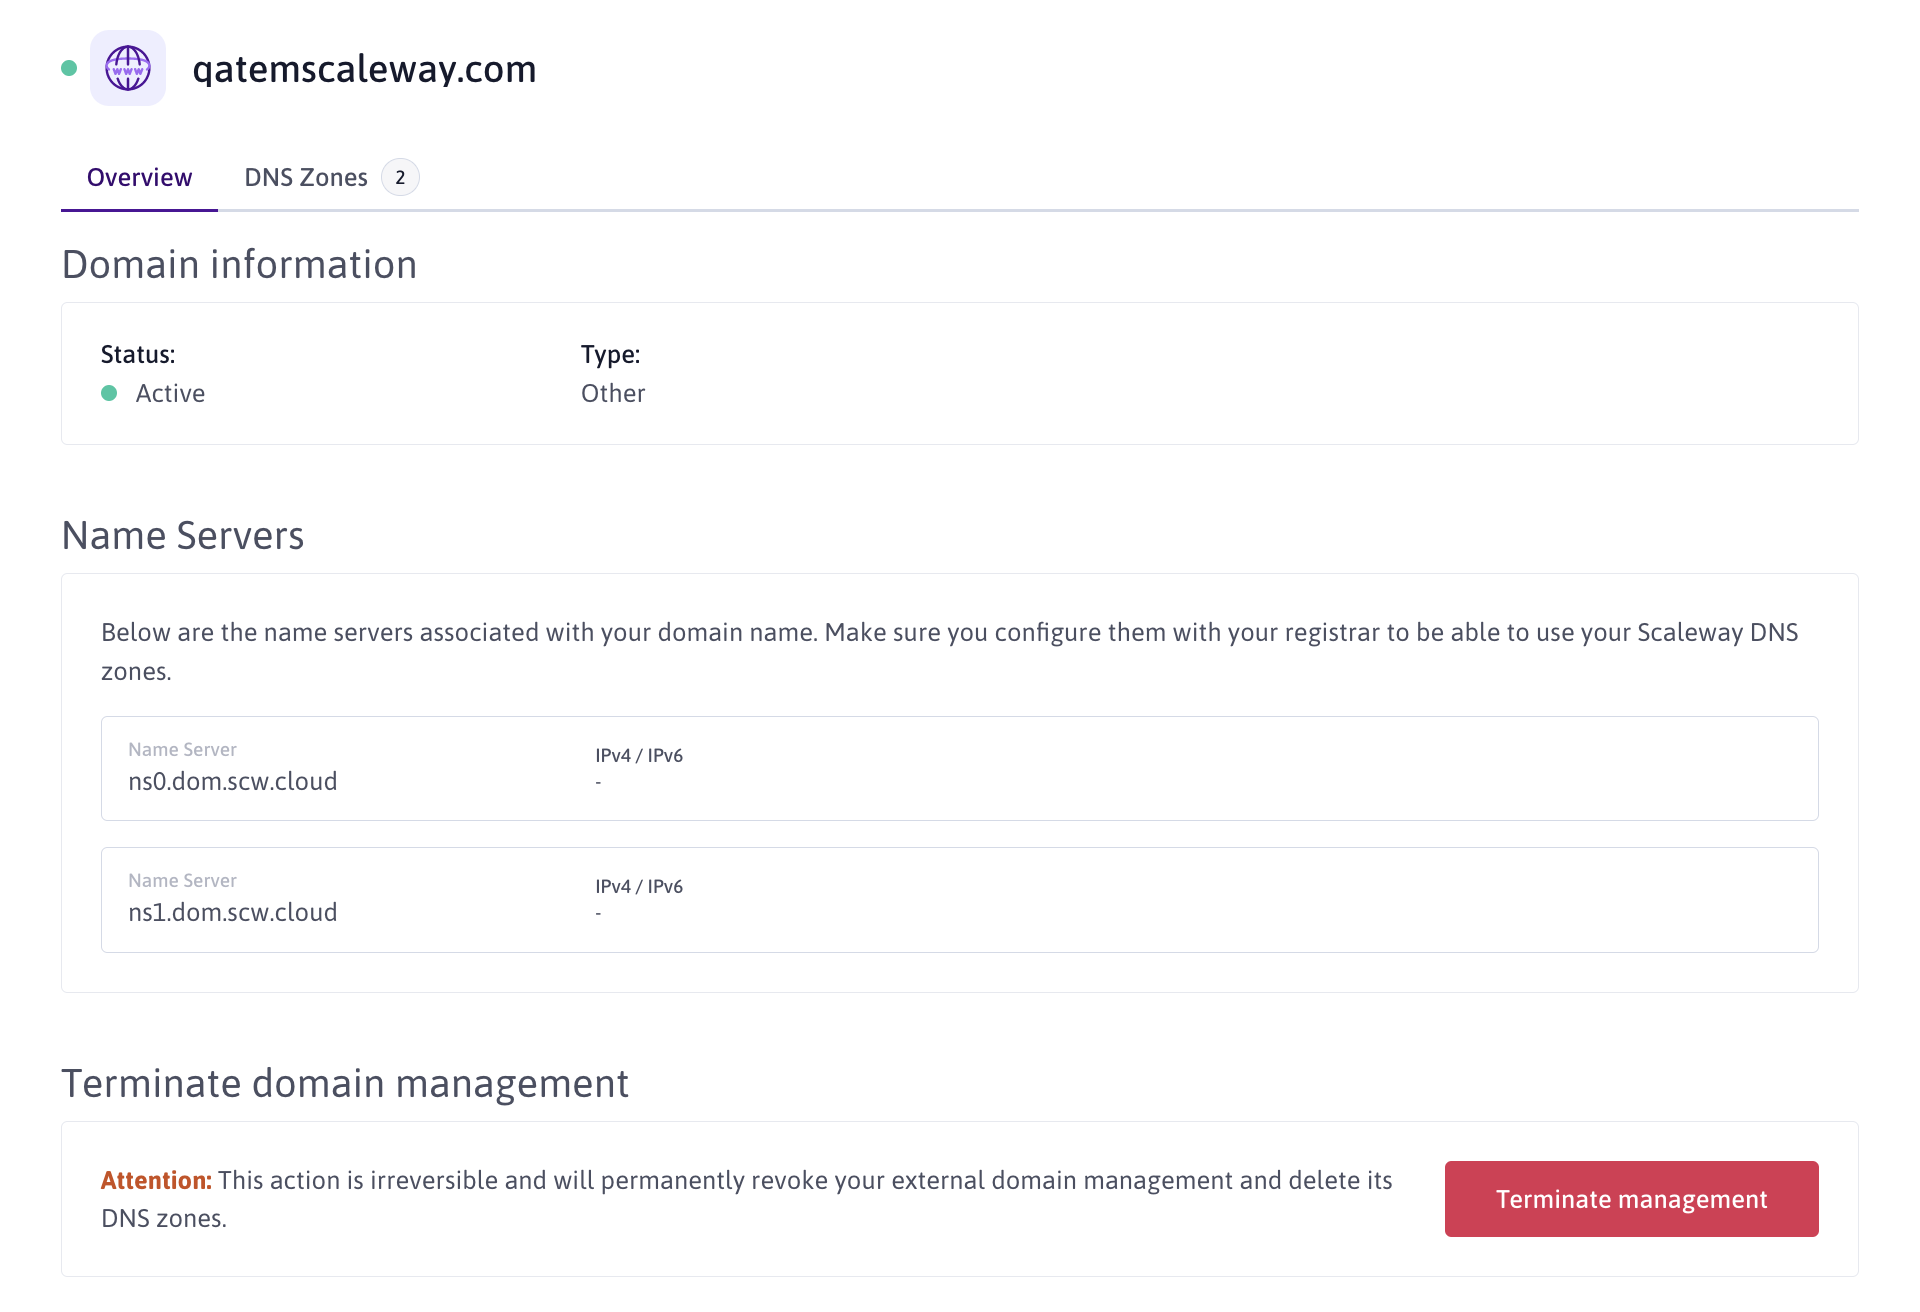 www
qatemscaleway.com
Overview
DNS Zones 2
Domain information
Status:
Type:
Active
Other
Name Servers
Below are the name servers associated with your domain name. Make sure you configure them with your registrar to be able to use your Scaleway DNS
zones.
Name Server
IPv4 / IPv6
ns0.dom.scw.cloud
-
Name Server
IPv4 / IPv6
ns1.dom.scw.cloud
-
Terminate domain management
Attention: This action is irreversible and will permanently revoke your external domain management and delete its
DNS zones.
Terminate management